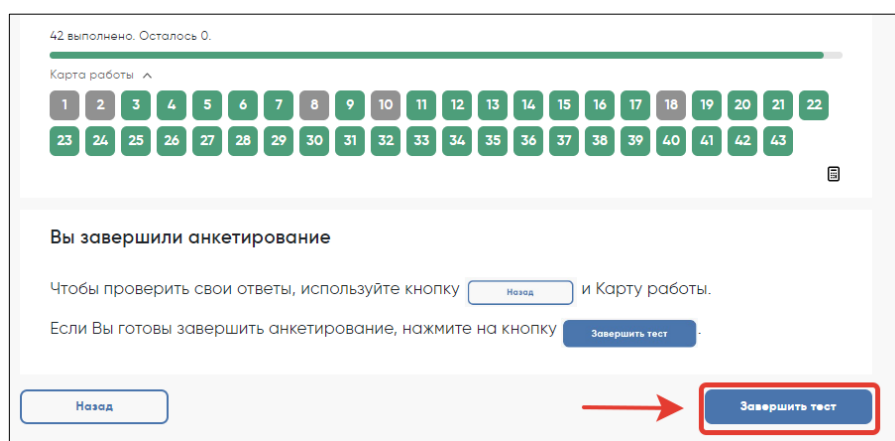 42 выполнено. Осталось 0.
Карта работы
1 2 3 4 5 6 7 8 9 10 11 12 13 14 15 16 17 18 19 20 21 22
23 24 25 26 27 28 29 30 31 32 33 34 35 36 37 38 39 40 41 42 43
Вы завершили анкетирование
Чтобы проверить свои ответы, используйте кнопку Назад и Карту работы.
Если Вы готовы завершить анкетирование, нажмите на кнопку Завершить тест .
Назад Завершить тест